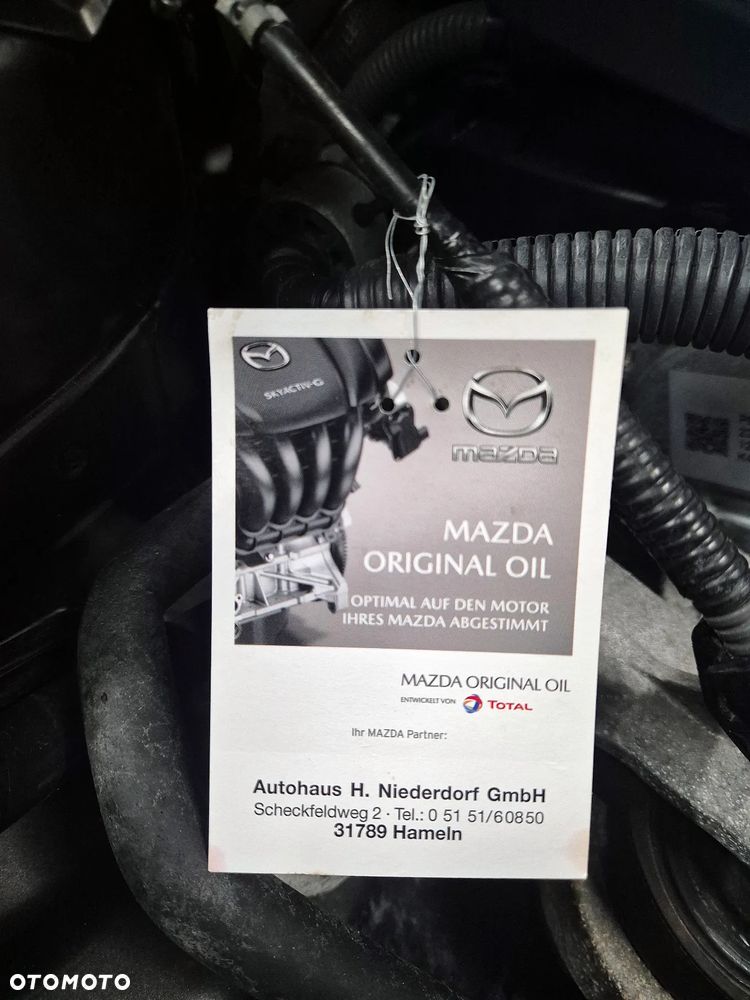 SKYACTIV-G
mazda
MAZDA
ORIGINAL OIL
OPTIMAL AUF DEN MOTOR
IHRES MAZDA ABGESTIMMT
MAZDA ORIGINAL OIL
ENTWICKELT VON TOTAL
Ihr MAZDA Partner:
Autohaus H. Niederdorf GmbH
Scheckfeldweg 2 · Tel.: 0 51 51/60850
31789 Hameln
OTOMOTO